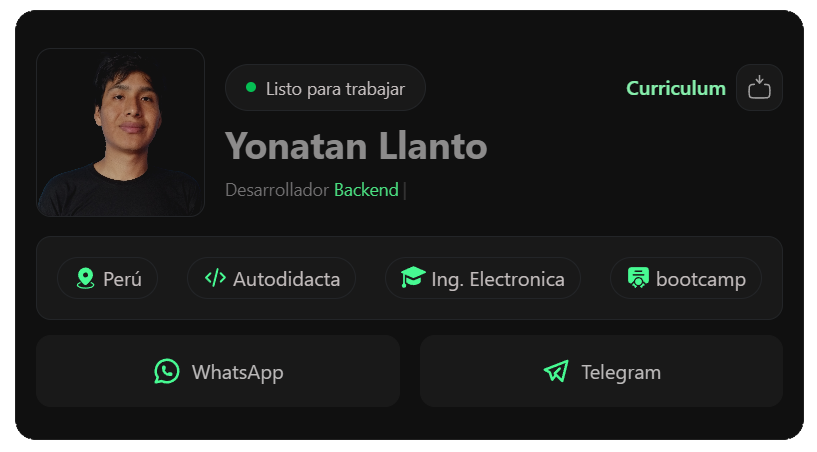 Listo para trabajar
Curriculum
Yonatan Llanto
Desarrollador Backend |
Perú
Autodidacta
Ing. Electronica
bootcamp
WhatsApp
Telegram